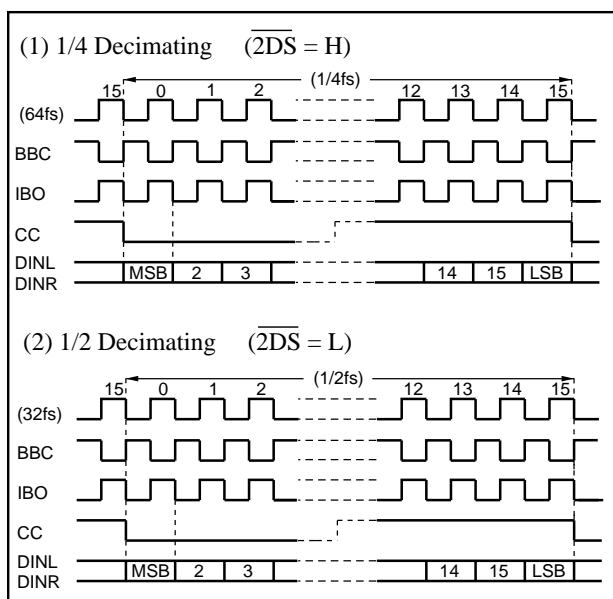 (1) 1/4 Decimating (2DS = H)
(1/4fs)
15 0 1 2 12 13 14 15
(64fs)
BBC
IBO
CC
DINL
DINR
MSB 2 3 14 15 LSB
(2) 1/2 Decimating (2DS = L)
(1/2fs)
15 0 1 2 12 13 14 15
(32fs)
BBC
IBO
CC
DINL
DINR
MSB 2 3 14 15 LSB